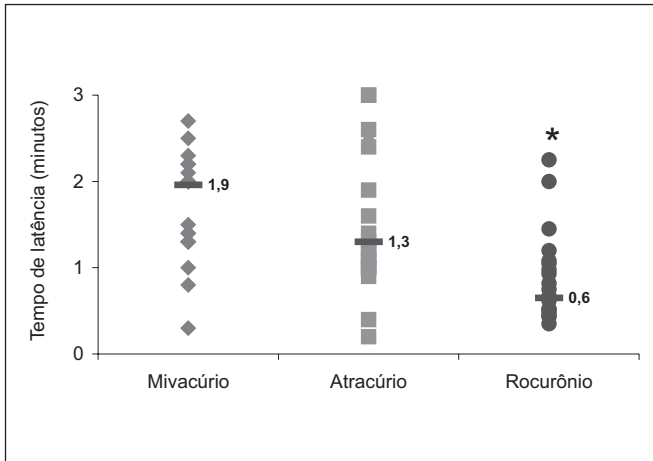 Tempo de latência (minutos)
3
2
1
0
1,9
1,3
*
0,6
Mivacúrio
Atracúrio
Rocurônio